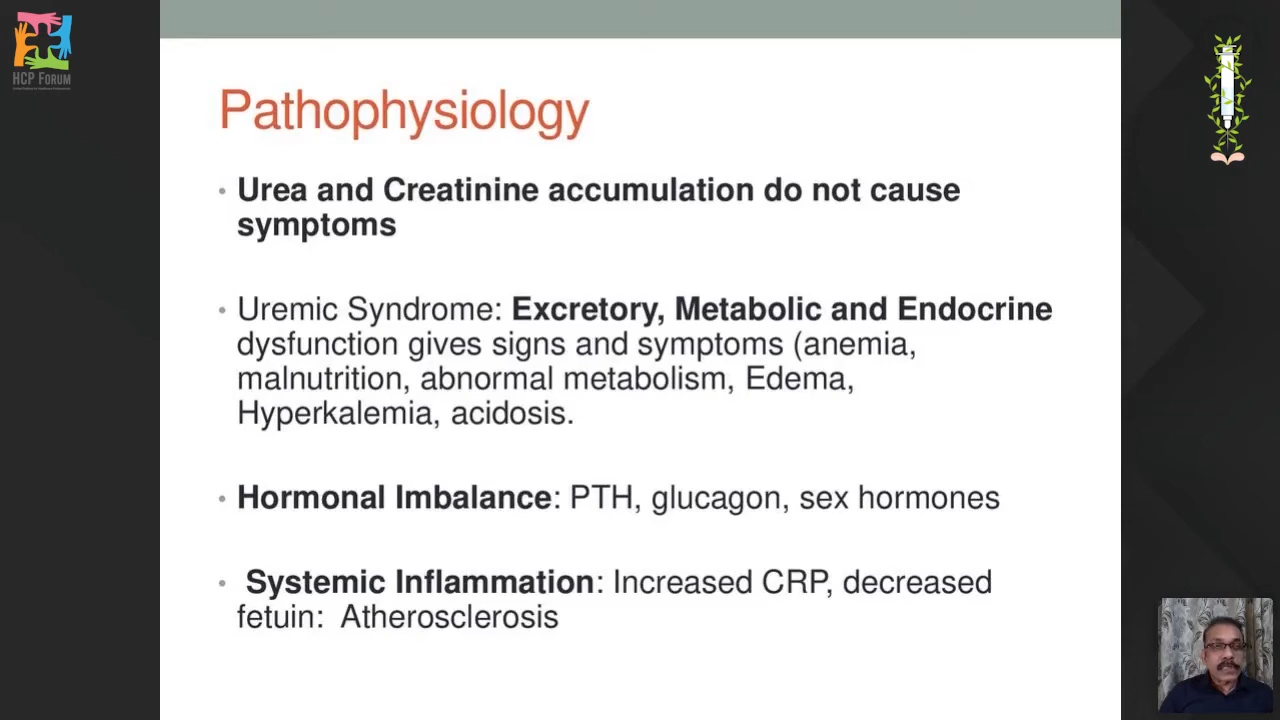 HCP FORUM
Pathophysiology
• Urea and Creatinine accumulation do not cause
symptoms
• Uremic Syndrome: Excretory, Metabolic and Endocrine
dysfunction gives signs and symptoms (anemia,
malnutrition, abnormal metabolism, Edema,
Hyperkalemia, acidosis.
• Hormonal Imbalance: PTH, glucagon, sex hormones
• Systemic Inflammation: Increased CRP, decreased
fetuin: Atherosclerosis